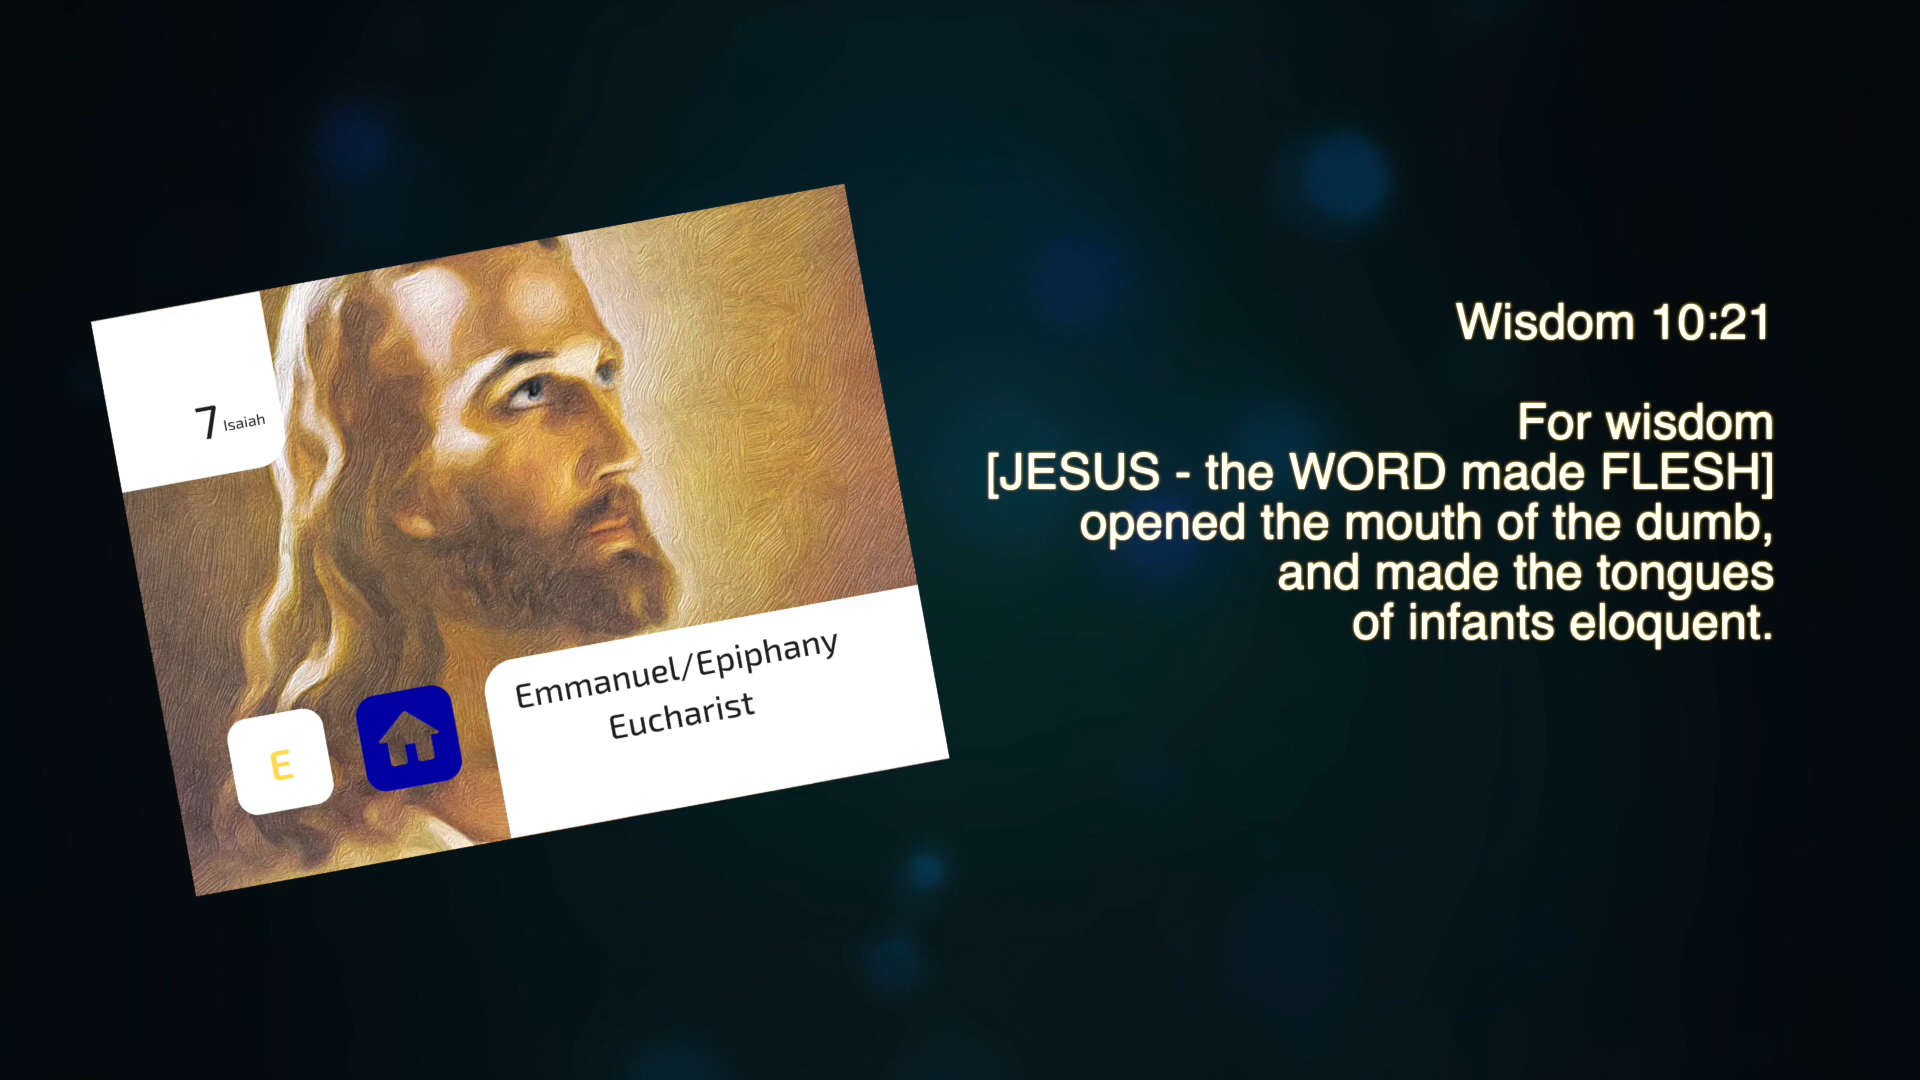 7 Isaiah
Emmanuel/Epiphany
Eucharist
E
Wisdom 10:21
For wisdom
[JESUS - the WORD made FLESH]
opened the mouth of the dumb,
and made the tongues
of infants eloquent.